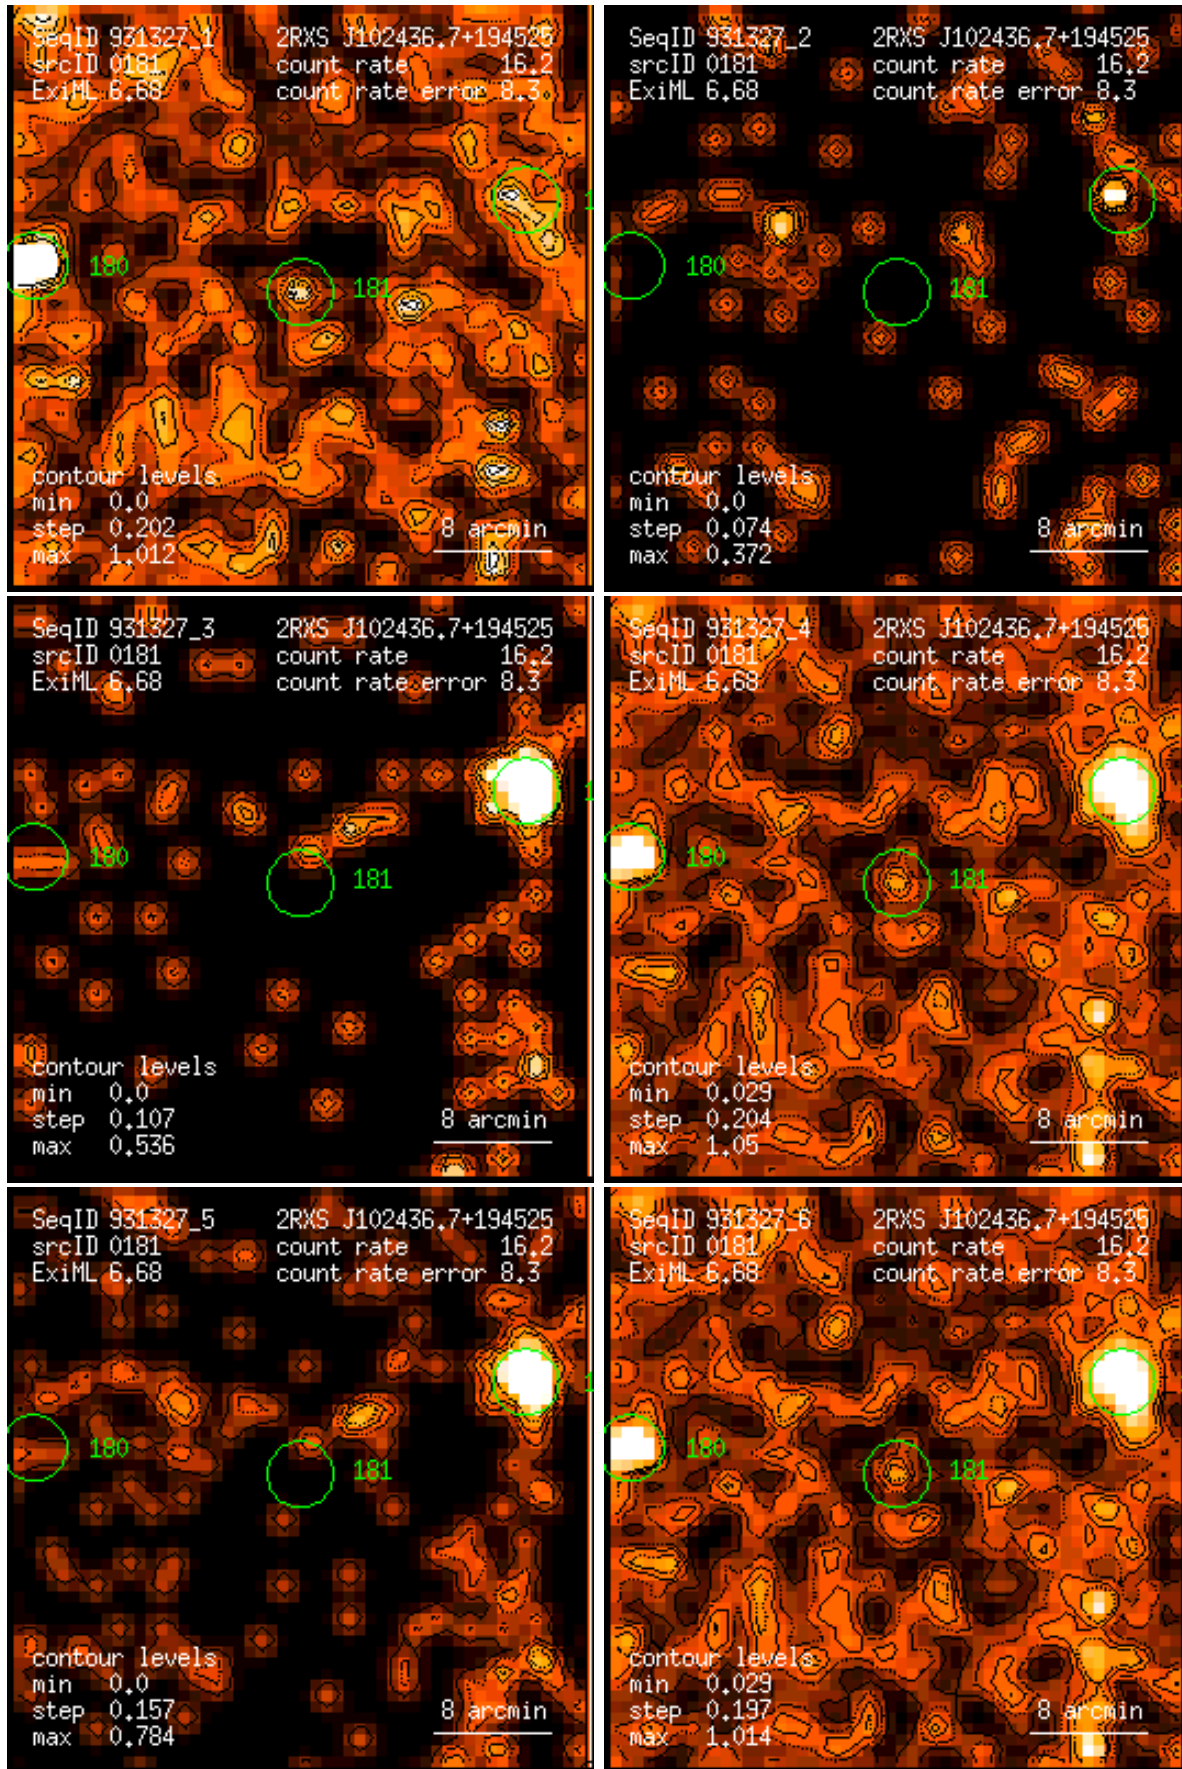 SeqID 931327_1 2RXS J102436.7+194525
srcID 0181 count rate 16.2
ExiML 6.68 count rate error 8.3
1
180
181
contour levels
min 0.0
step 0.202
max 1.012
8 arcmin
SeqID 931327_2 2RXS J102436.7+194525
srcID 0181 count rate 16.2
ExiML 6.68 count rate error 8.3
180
181
contour levels
min 0.0
step 0.074
max 0.372
8 arcmin
SeqID 931327_3 2RXS J102436.7+194525
srcID 0181 count rate 16.2
ExiML 6.68 count rate error 8.3
1
180
181
contour levels
min 0.0
step 0.107
max 0.536
8 arcmin
SeqID 931327_4 2RXS J102436.7+194525
srcID 0181 count rate 16.2
ExiML 6.68 count rate error 8.3
180
181
contour levels
min 0.029
step 0.204
max 1.05
8 arcmin
SeqID 931327_5 2RXS J102436.7+194525
srcID 0181 count rate 16.2
ExiML 6.68 count rate error 8.3
1
180
181
contour levels
min 0.0
step 0.157
max 0.784
8 arcmin
SeqID 931327_6 2RXS J102436.7+194525
srcID 0181 count rate 16.2
ExiML 6.68 count rate error 8.3
180
181
contour levels
min 0.029
step 0.197
max 1.014
8 arcmin